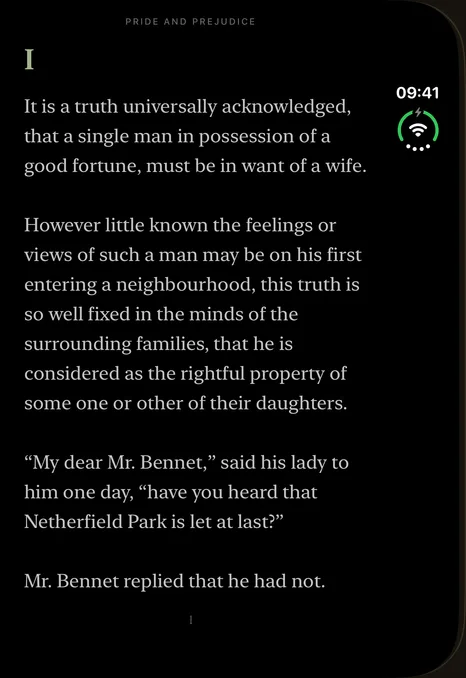 PRIDE AND PREJUDICE
I
09:41
It is a truth universally acknowledged,
that a single man in possession of a
good fortune, must be in want of a wife.
However little known the feelings or
views of such a man may be on his first
entering a neighbourhood, this truth is
so well fixed in the minds of the
surrounding families, that he is
considered as the rightful property of
some one or other of their daughters.
“My dear Mr. Bennet,” said his lady to
him one day, “have you heard that
Netherfield Park is let at last?”
Mr. Bennet replied that he had not.
1